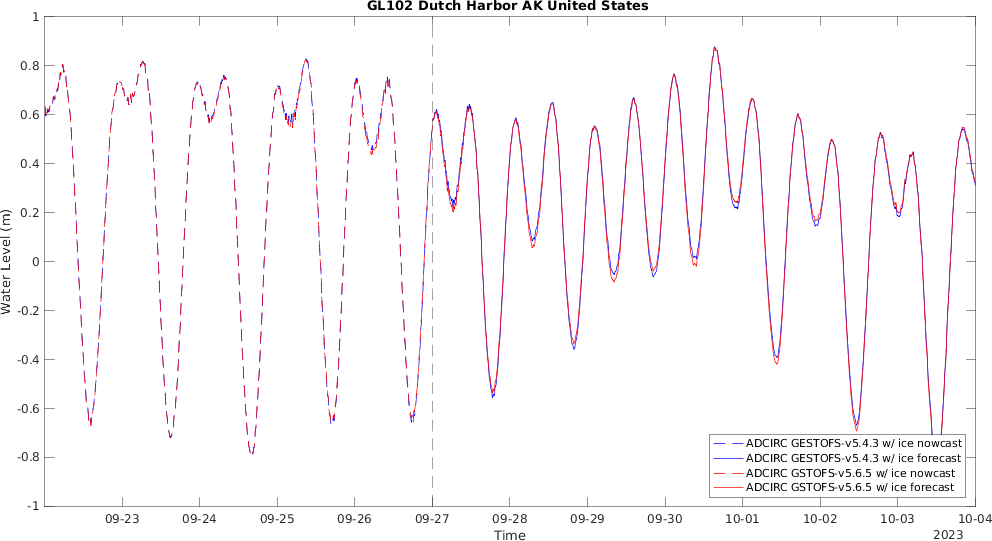 GL102 Dutch Harbor AK United States
1
0.8
0.6
0.4
0.2
0
-0.2
-0.4
-0.6
-0.8
-1
Water Level (m)
ADCIRC GESTOFS-v5.4.3 w/ ice nowcast
ADCIRC GESTOFS-v5.4.3 w/ ice forecast
ADCIRC GSTOFS-v5.6.5 w/ ice nowcast
ADCIRC GSTOFS-v5.6.5 w/ ice forecast
09-23 09-24 09-25 09-26 09-27 09-28 09-29 09-30 10-01 10-02 10-03 10-04
Time
2023